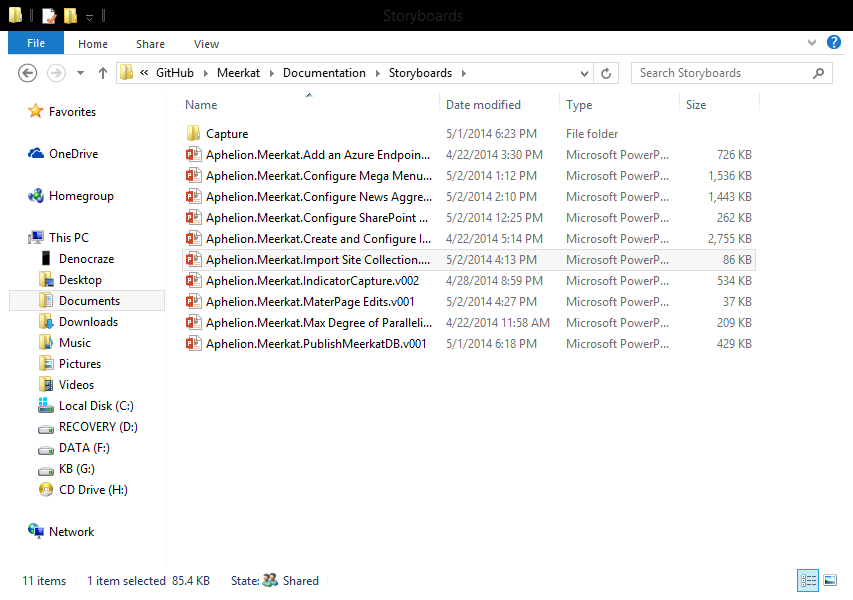 Storyboards
File Home Share View
« GitHub Meerkat Documentation Storyboards Search Storyboards
Name Date modified Type Size
Favorites
OneDrive
Homegroup
This PC
Denocraze
Desktop
Documents
Downloads
Music
Pictures
Videos
Local Disk (C:)
RECOVERY (D:)
DATA (F:)
KB (G:)
CD Drive (H:)
Network
Capture 5/1/2014 6:23 PM File folder
Aphelion.Meerkat.Add an Azure Endpoin... 4/22/2014 3:30 PM Microsoft PowerP... 726 KB
Aphelion.Meerkat.Configure Mega Menu... 5/2/2014 1:12 PM Microsoft PowerP... 1,536 KB
Aphelion.Meerkat.Configure News Aggre... 5/2/2014 2:10 PM Microsoft PowerP... 1,443 KB
Aphelion.Meerkat.Configure SharePoint ... 5/2/2014 12:25 PM Microsoft PowerP... 262 KB
Aphelion.Meerkat.Create and Configure I... 4/22/2014 5:14 PM Microsoft PowerP... 2,755 KB
Aphelion.Meerkat.Import Site Collection.... 5/2/2014 4:13 PM Microsoft PowerP... 86 KB
Aphelion.Meerkat.IndicatorCapture.v002 4/28/2014 8:59 PM Microsoft PowerP... 534 KB
Aphelion.Meerkat.MaterPage Edits.v001 5/2/2014 4:27 PM Microsoft PowerP... 37 KB
Aphelion.Meerkat.Max Degree of Paralleli... 4/22/2014 11:58 AM Microsoft PowerP... 209 KB
Aphelion.Meerkat.PublishMeerkatDB.v001 5/1/2014 6:18 PM Microsoft PowerP... 429 KB
11 items 1 item selected 85.4 KB State: Shared